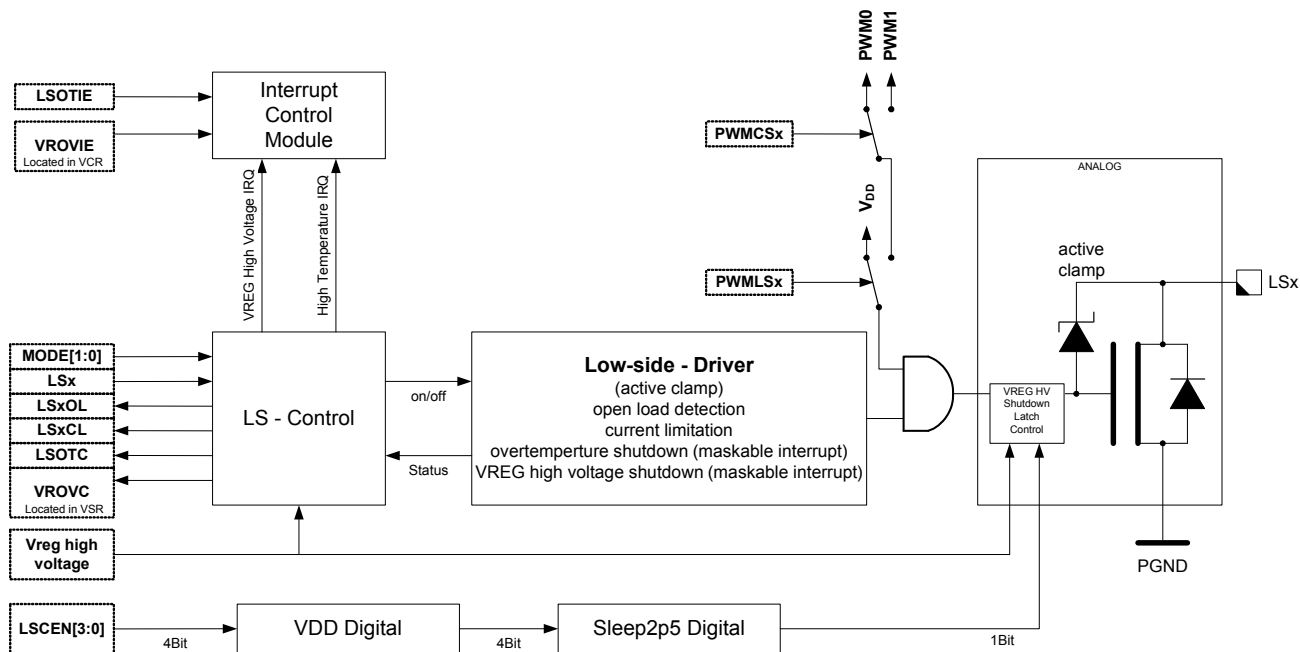 PWM0
PWM1
LSOTIE
VROVIE
Located in VCR
Interrupt
Control
Module
PWMCSx
VREG High Voltage IRQ
High Temperature IRQ
VDD
PWMLSx
ANALOG
active
clamp
LSx
MODE[1:0]
LSx
LSxOL
LSxCL
LSOTC
VROVC
Located in VSR
LS - Control
on/off
Status
Low-side - Driver
(active clamp)
open load detection
current limitation
overtemperture shutdown (maskable interrupt)
VREG high voltage shutdown (maskable interrupt)
VREG HV
Shutdown
Latch
Control
Vreg high
voltage
PGND
LSCEN[3:0]
4Bit
VDD Digital
4Bit
Sleep2p5 Digital
1Bit